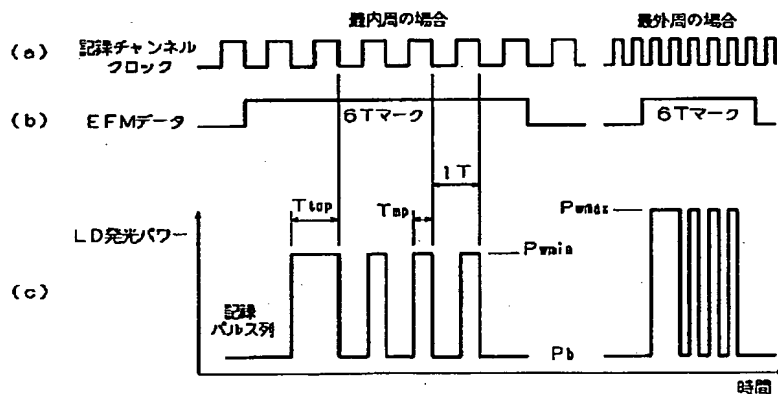 最内周の場合
最外周の場合
(a) 記録チャンネル
クロック
(b) EFMデータ
6Tマーク
6Tマーク
1T
Ttop
Tmp
Pwmax
LD発光パワー
Pwmin
(c)
記録
パルス列
Pb
時間